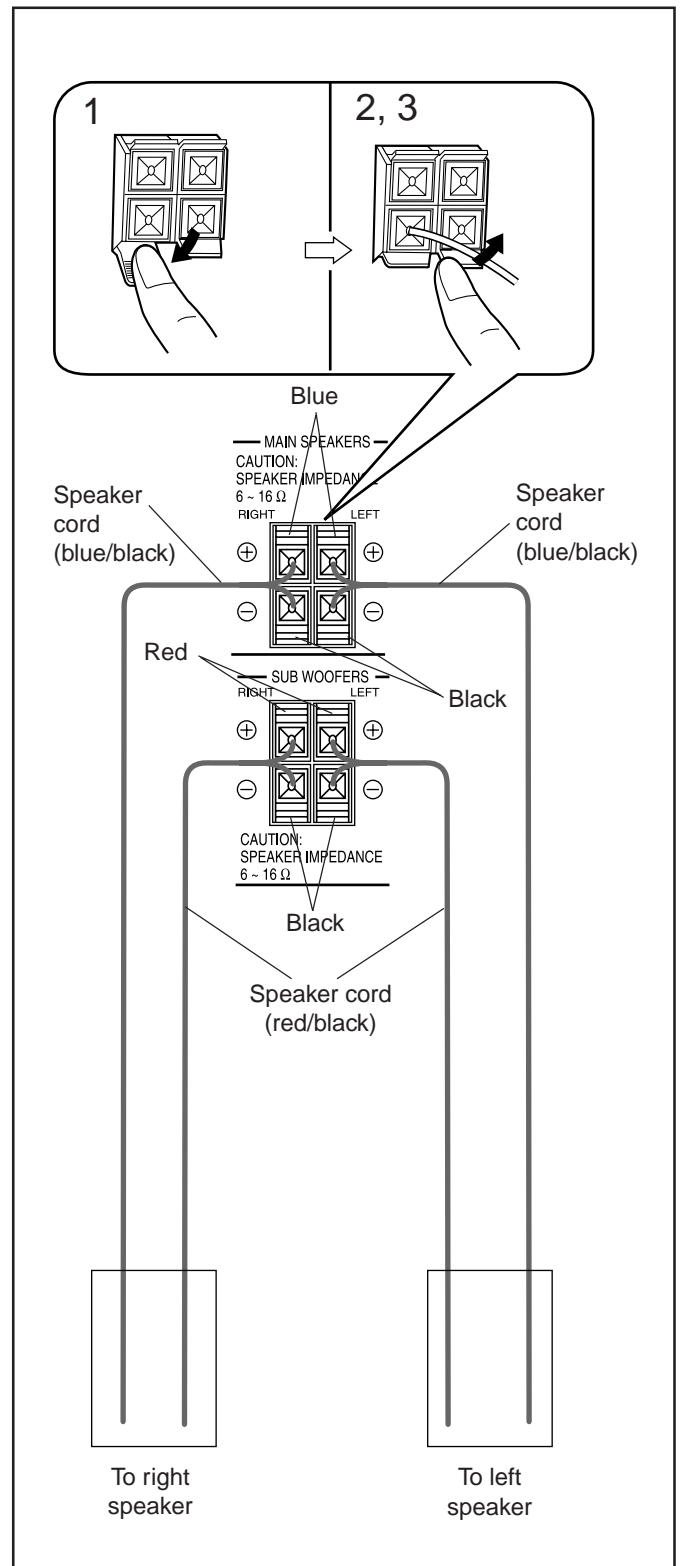 1
2, 3
Blue
MAIN SPEAKERS
CAUTION:
SPEAKER IMPEDANCE
6 ~ 16 Ω
RIGHT LEFT
Speaker
cord
(blue/black)
Speaker
cord
(blue/black)
+ +
− −
Red
Black
SUB WOOFERS
RIGHT LEFT
+ +
− −
CAUTION:
SPEAKER IMPEDANCE
6 ~ 16 Ω
Black
Speaker cord
(red/black)
To right
speaker
To left
speaker